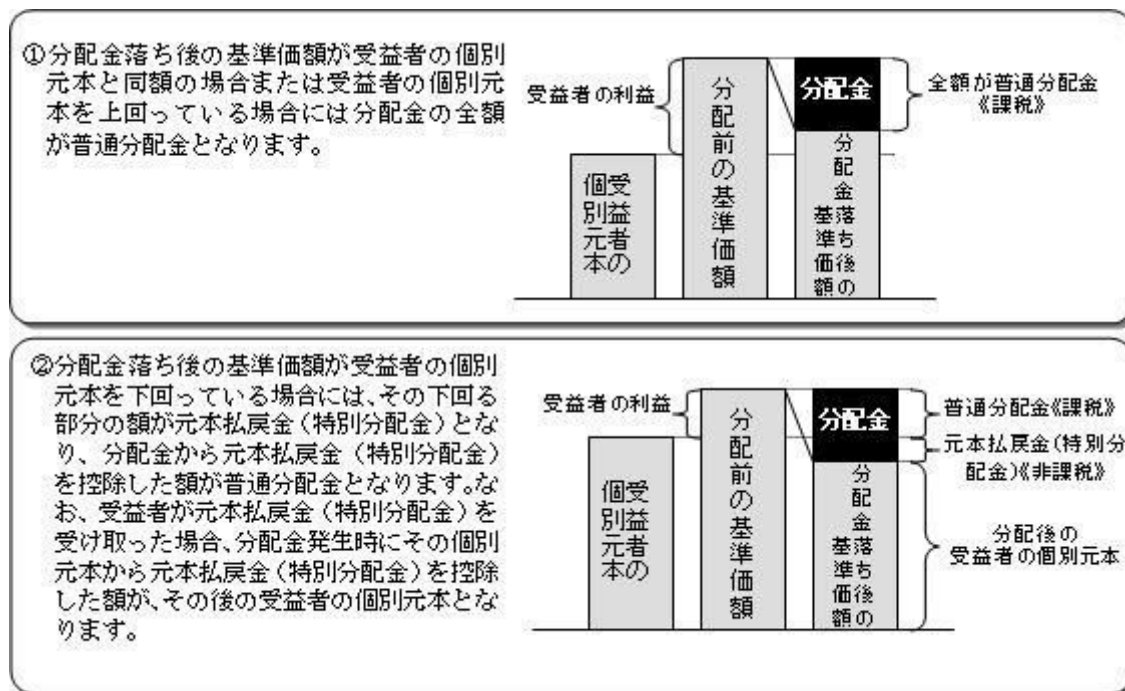 ①分配金落ち後の基準価額が受益者の個別
元本と同額の場合または受益者の個別元
本を上回っている場合には分配金の全額
が普通分配金となります。
受益者の利益
受益者の
個別元本
分配前の基準価額
分配金
分配金落ち後の
基準価額
全額が普通分配金
《課税》
②分配金落ち後の基準価額が受益者の個別
元本を下回っている場合には、その下回る
部分の額が元本払戻金（特別分配金）とな
り、分配金から元本払戻金（特別分配金）
を控除した額が普通分配金となります。な
お、受益者が元本払戻金（特別分配金）を
受け取った場合、分配金発生時にその個別
元本から元本払戻金（特別分配金）を控除
した額が、その後の受益者の個別元本とな
ります。
受益者の利益
受益者の
個別元本
分配前の基準価額
分配金
分配金落ち後の
基準価額
普通分配金《課税》
元本払戻金（特別分
配金）《非課税》
分配後の
受益者の個別元本